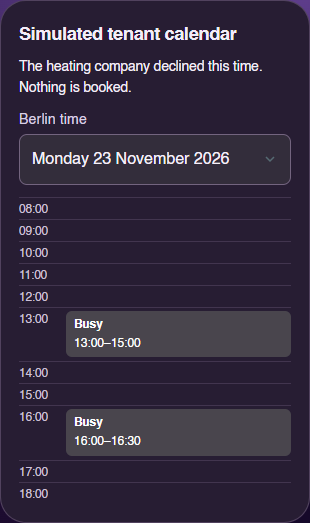 Simulated tenant calendar
The heating company declined this time.
Nothing is booked.
Berlin time
Monday 23 November 2026
08:00
09:00
10:00
11:00
12:00
13:00
Busy
13:00–15:00
14:00
15:00
16:00
Busy
16:00–16:30
17:00
18:00